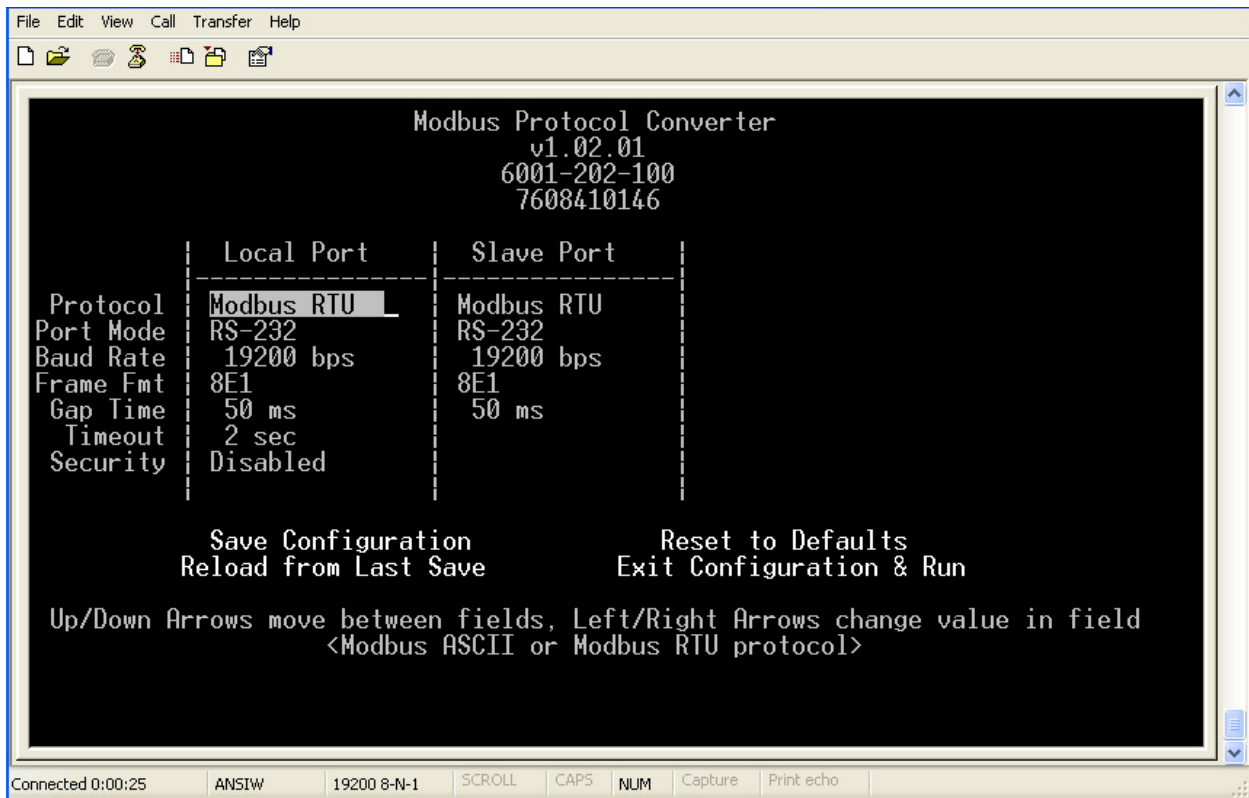 File Edit View Call Transfer Help
Modbus Protocol Converter
v1.02.01
6001-202-100
7608410146
Local Port Slave Port
Protocol Modbus RTU Modbus RTU
Port Mode RS-232 RS-232
Baud Rate 19200 bps 19200 bps
Frame Fmt 8E1 8E1
Gap Time 50 ms 50 ms
Timeout 2 sec
Security Disabled
Save Configuration Reset to Defaults
Reload from Last Save Exit Configuration & Run
Up/Down Arrows move between fields, Left/Right Arrows change value in field
<Modbus ASCII or Modbus RTU protocol>
Connected 0:00:25 ANSIW 19200 8-N-1 SCROLL CAPS NUM Capture Print echo